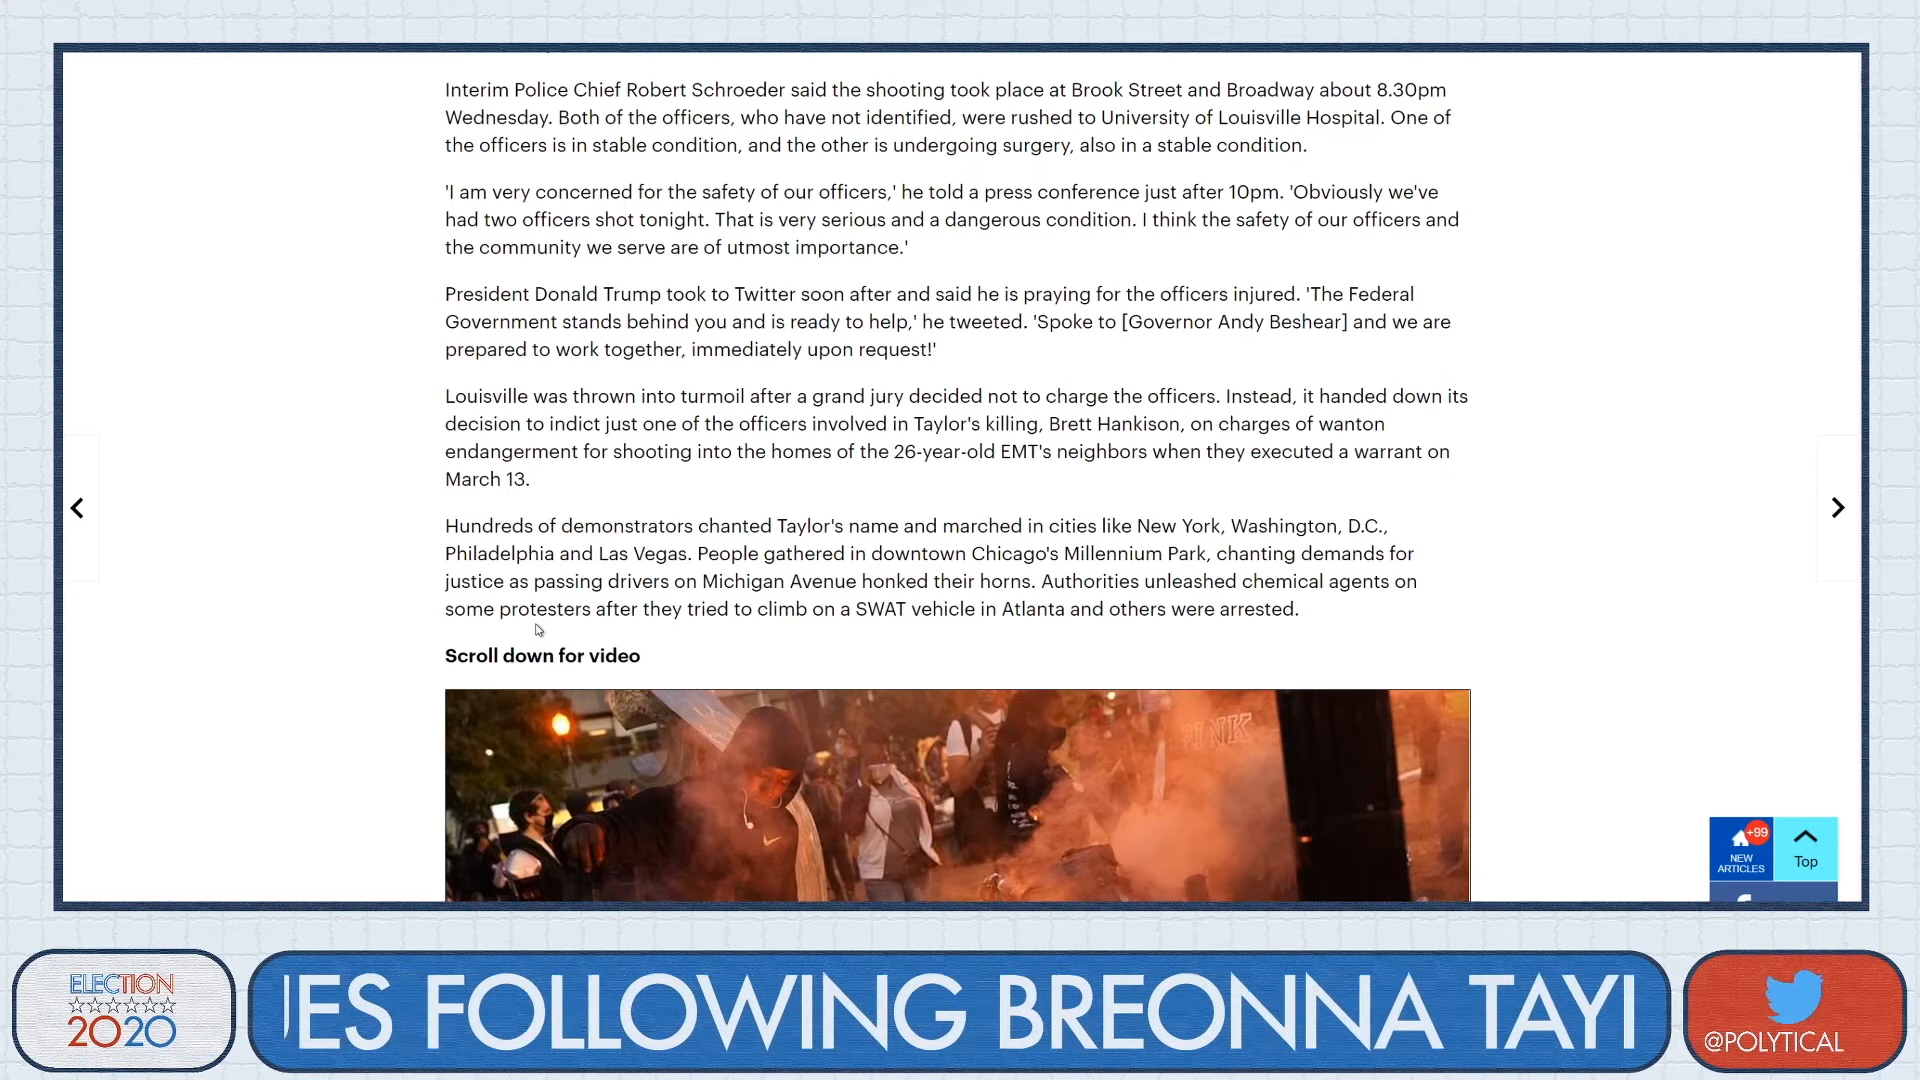 Interim Police Chief Robert Schroeder said the shooting took place at Brook Street and Broadway about 8.30pm
Wednesday. Both of the officers, who have not identified, were rushed to University of Louisville Hospital. One of
the officers is in stable condition, and the other is undergoing surgery, also in a stable condition.
'I am very concerned for the safety of our officers,' he told a press conference just after 10pm. 'Obviously we've
had two officers shot tonight. That is very serious and a dangerous condition. I think the safety of our officers and
the community we serve are of utmost importance.'
President Donald Trump took to Twitter soon after and said he is praying for the officers injured. 'The Federal
Government stands behind you and is ready to help,' he tweeted. 'Spoke to [Governor Andy Beshear] and we are
prepared to work together, immediately upon request!'
Louisville was thrown into turmoil after a grand jury decided not to charge the officers. Instead, it handed down its
decision to indict just one of the officers involved in Taylor's killing, Brett Hankison, on charges of wanton
endangerment for shooting into the homes of the 26-year-old EMT's neighbors when they executed a warrant on
March 13.
Hundreds of demonstrators chanted Taylor's name and marched in cities like New York, Washington, D.C.,
Philadelphia and Las Vegas. People gathered in downtown Chicago's Millennium Park, chanting demands for
justice as passing drivers on Michigan Avenue honked their horns. Authorities unleashed chemical agents on
some protesters after they tried to climb on a SWAT vehicle in Atlanta and others were arrested.
Scroll down for video
PINK
+99
NEW
ARTICLES
Top
ELECTION
2020
ES FOLLOWING BREONNA TAY
@POLYTICAL